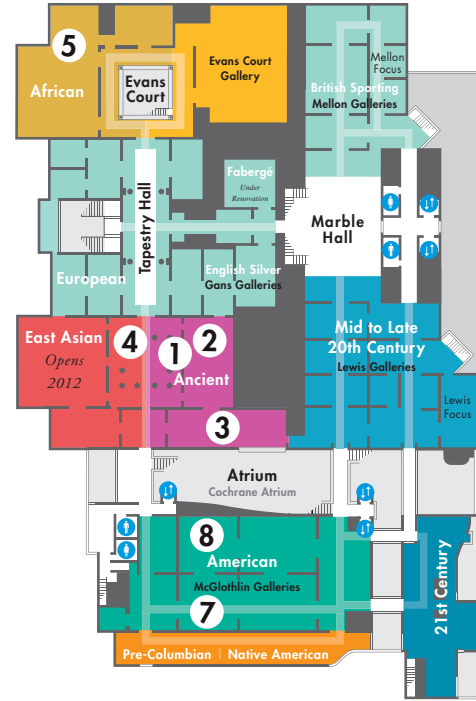 5
African
Evans
Court
Evans Court
Gallery
Mellon
Focus
British Sporting
Mellon Galleries
Tapestry Hall
Fabergé
Under
Renovation
Marble
Hall
European
English Silver
Gans Galleries
East Asian
Opens
2012
4
1
2
Ancient
Mid to Late
20th Century
Lewis Galleries
Lewis
Focus
3
Atrium
Cochrane Atrium
8
American
McGlothlin Galleries
7
21st Century
Pre-Columbian | Native American